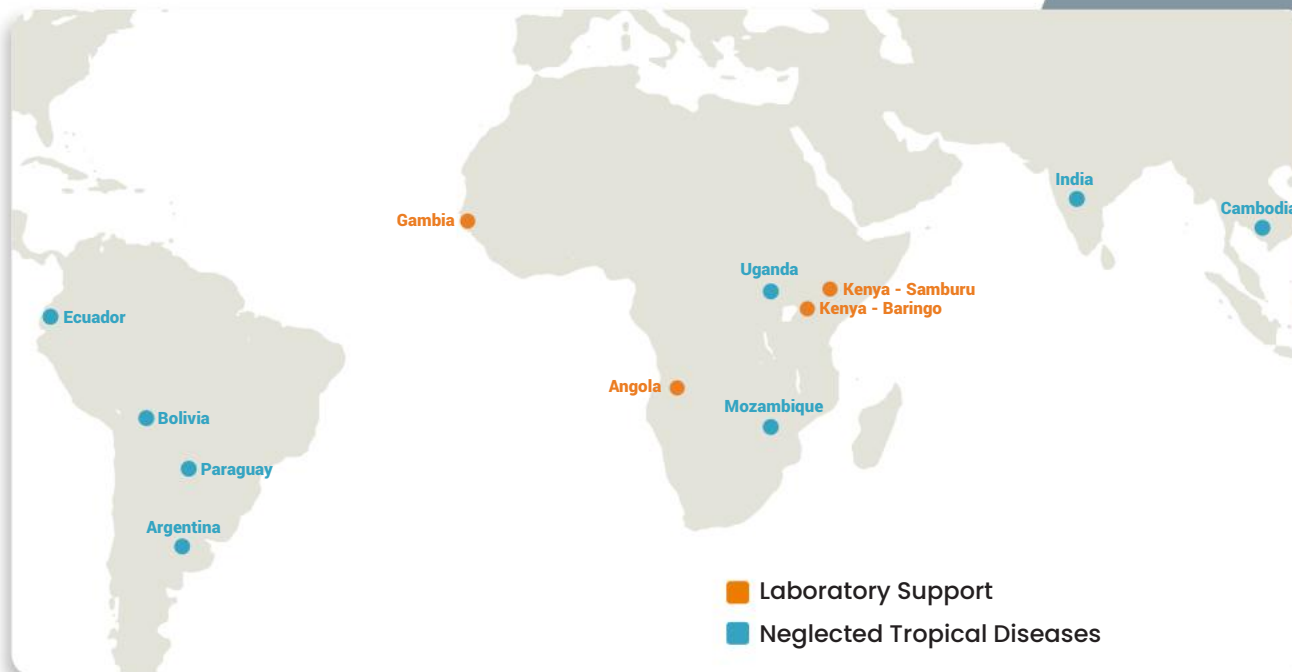 India
Cambodia
Gambia
Uganda
Kenya - Samburu
Kenya - Baringo
Ecuador
Angola
Mozambique
Bolivia
Paraguay
Argentina
Laboratory Support
Neglected Tropical Diseases